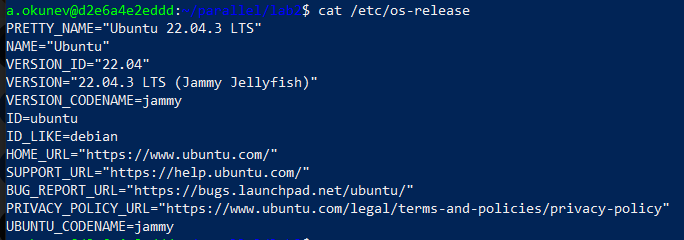 a.okunev@d2e6a4e2eddd:$ cat /etc/os-release
PRETTY_NAME="Ubuntu 22.04.3 LTS"
NAME="Ubuntu"
VERSION_ID="22.04"
VERSION="22.04.3 LTS (Jammy Jellyfish)"
VERSION_CODENAME=jammy
ID=ubuntu
ID_LIKE=debian
HOME_URL="https://www.ubuntu.com/"
SUPPORT_URL="https://help.ubuntu.com/"
BUG_REPORT_URL="https://bugs.launchpad.net/ubuntu/"
PRIVACY_POLICY_URL="https://www.ubuntu.com/legal/terms-and-policies/privacy-policy"
UBUNTU_CODENAME=jammy